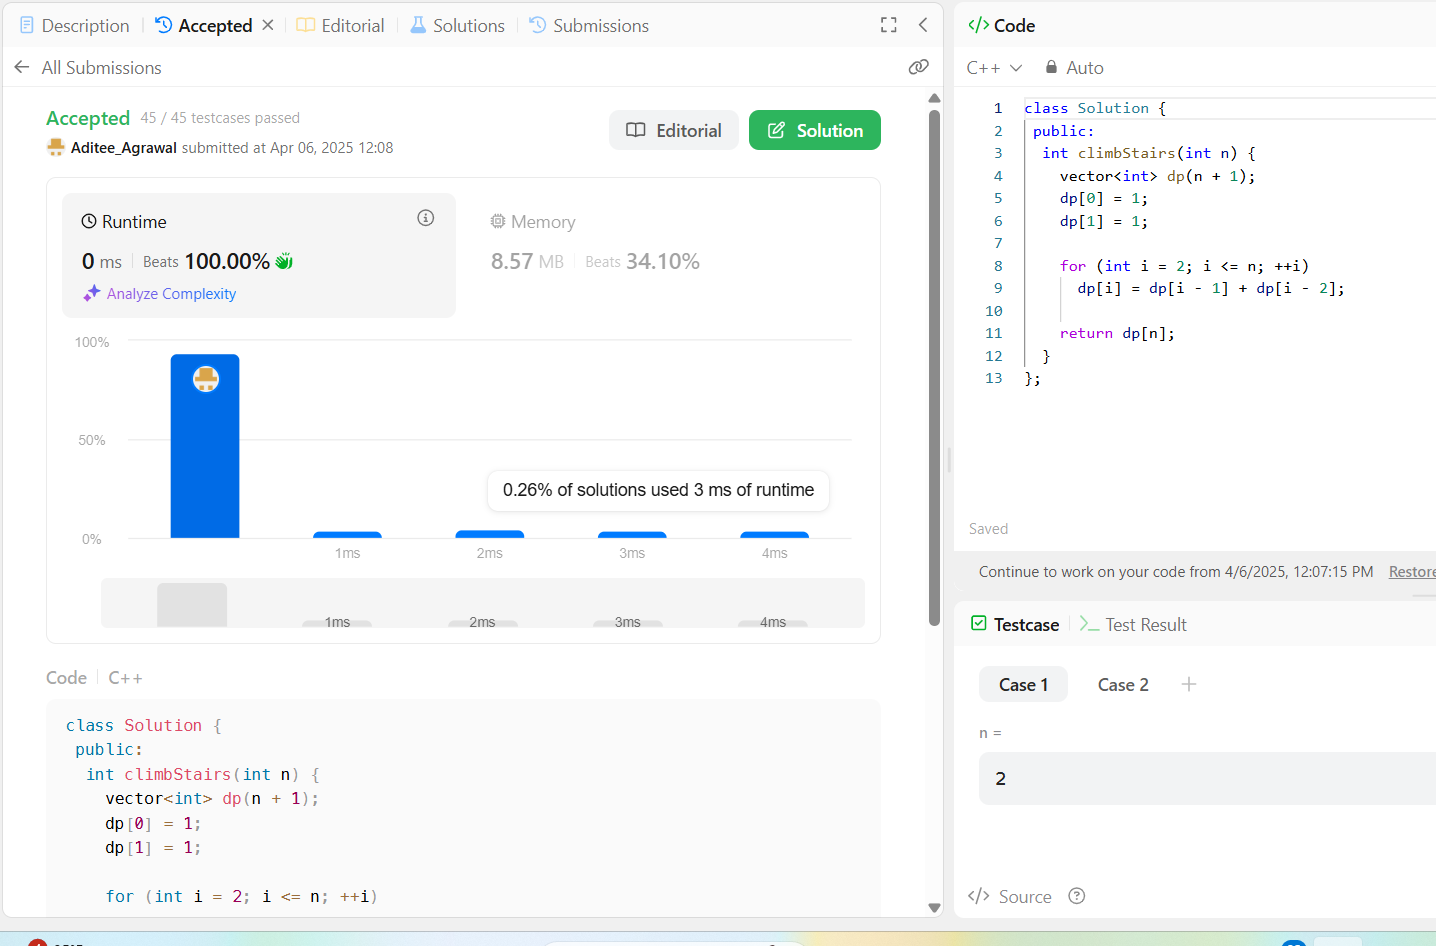 Description
Accepted
Editorial
Solutions
Submissions
All Submissions
Accepted 45 / 45 testcases passed
Aditee_Agrawal submitted at Apr 06, 2025 12:08
Editorial
Solution
Runtime
0 ms Beats 100.00%
Analyze Complexity
Memory
8.57 MB Beats 34.10%
100%
50%
0%
0.26% of solutions used 3 ms of runtime
1ms 2ms 3ms 4ms
1ms 2ms 3ms 4ms
Code C++
class Solution {
public:
int climbStairs(int n) {
vector<int> dp(n + 1);
dp[0] = 1;
dp[1] = 1;
for (int i = 2; i <= n; ++i)
</> Code
C++ Auto
1 class Solution {
2 public:
3 int climbStairs(int n) {
4 vector<int> dp(n + 1);
5 dp[0] = 1;
6 dp[1] = 1;
7
8 for (int i = 2; i <= n; ++i)
9 dp[i] = dp[i - 1] + dp[i - 2];
10
11 return dp[n];
12 }
13 };
Saved
Continue to work on your code from 4/6/2025, 12:07:15 PM Restore
Testcase
Test Result
Case 1 Case 2 +
n =
2
</> Source